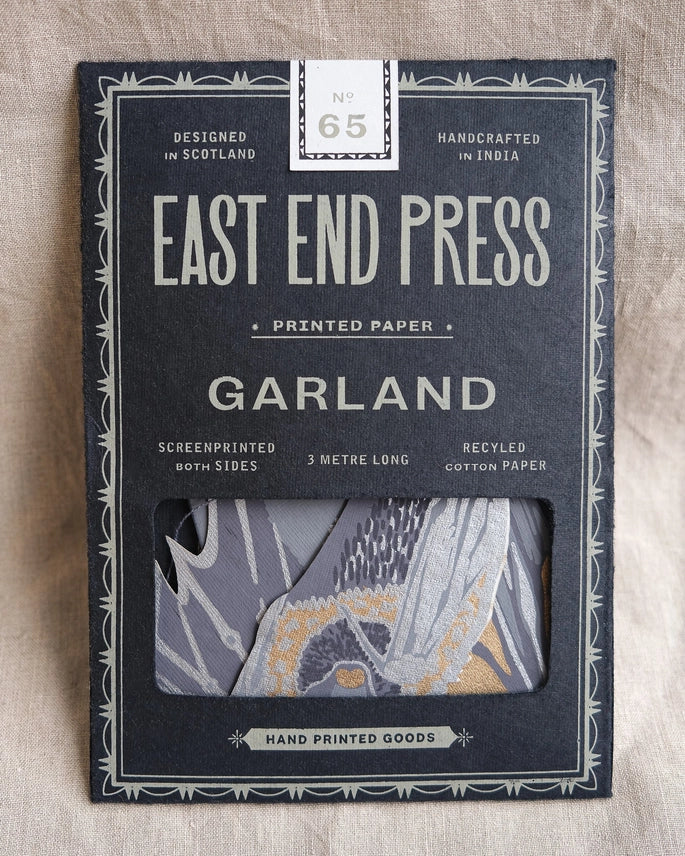 Nº
65
DESIGNED
IN SCOTLAND
HANDCRAFTED
IN INDIA
EAST END PRESS
• PRINTED PAPER •
GARLAND
SCREENPRINTED
BOTH SIDES
3 METRE LONG
RECYLED
COTTON PAPER
HAND PRINTED GOODS